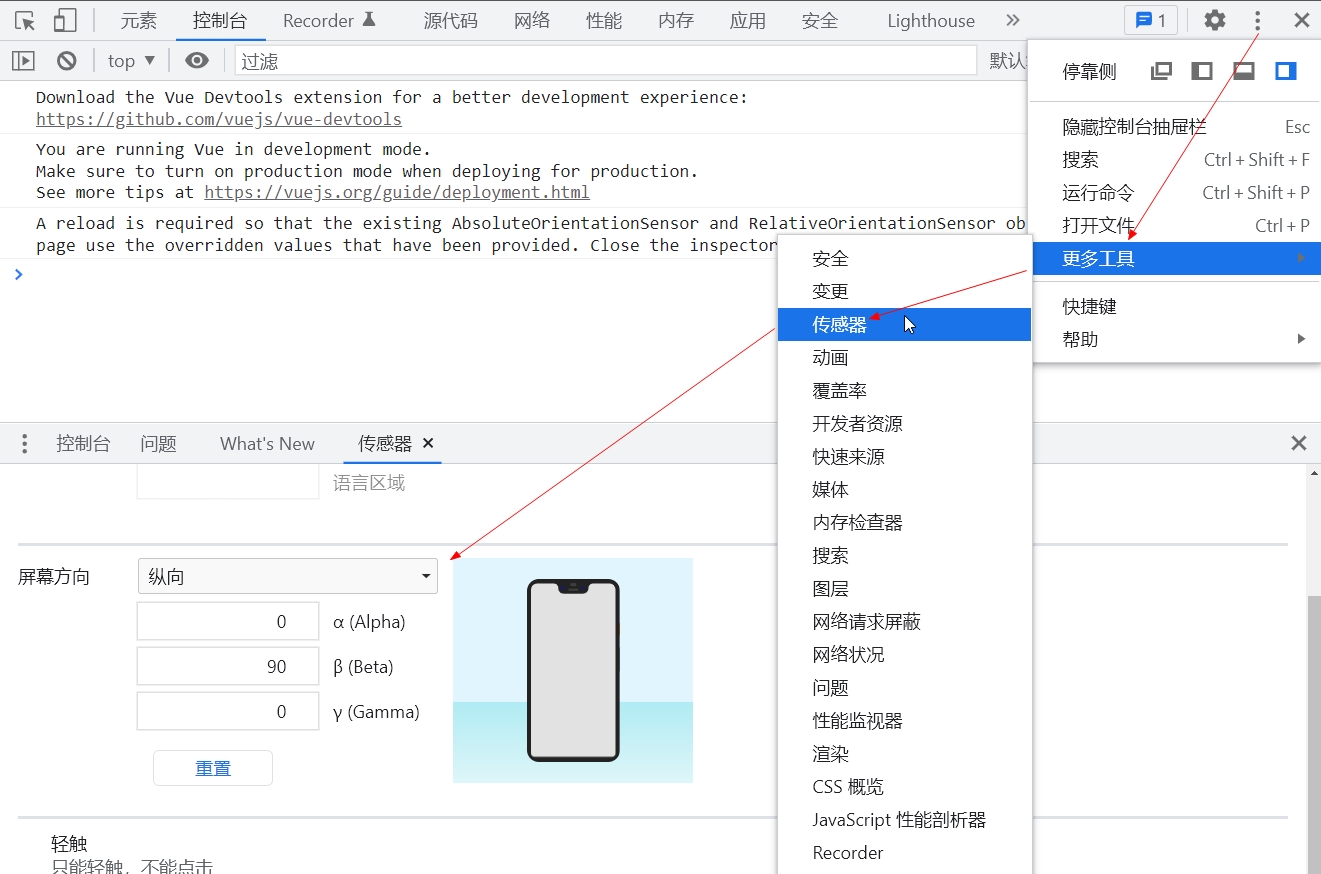 元素 控制台 Recorder 源代码 网络 性能 内存 应用 安全 Lighthouse » 1
top ▼ 过滤 默认
停靠侧
Download the Vue Devtools extension for a better development experience:
https://github.com/vuejs/vue-devtools
You are running Vue in development mode.
Make sure to turn on production mode when deploying for production.
See more tips at https://vuejs.org/guide/deployment.html
A reload is required so that the existing AbsoluteOrientationSensor and RelativeOrientationSensor ob
page use the overridden values that have been provided. Close the inspector
隐藏控制台抽屉栏 Esc
搜索 Ctrl + Shift + F
运行命令 Ctrl + Shift + P
打开文件 Ctrl + P
更多工具
快捷键
帮助
安全
变更
传感器
动画
覆盖率
开发者资源
快速来源
媒体
内存检查器
搜索
图层
网络请求屏蔽
网络状况
问题
性能监视器
渲染
CSS 概览
JavaScript 性能剖析器
Recorder
控制台 问题 What's New 传感器
语言区域
屏幕方向 纵向
0 α (Alpha)
90 β (Beta)
0 γ (Gamma)
重置
轻触
只能轻触，不能点击